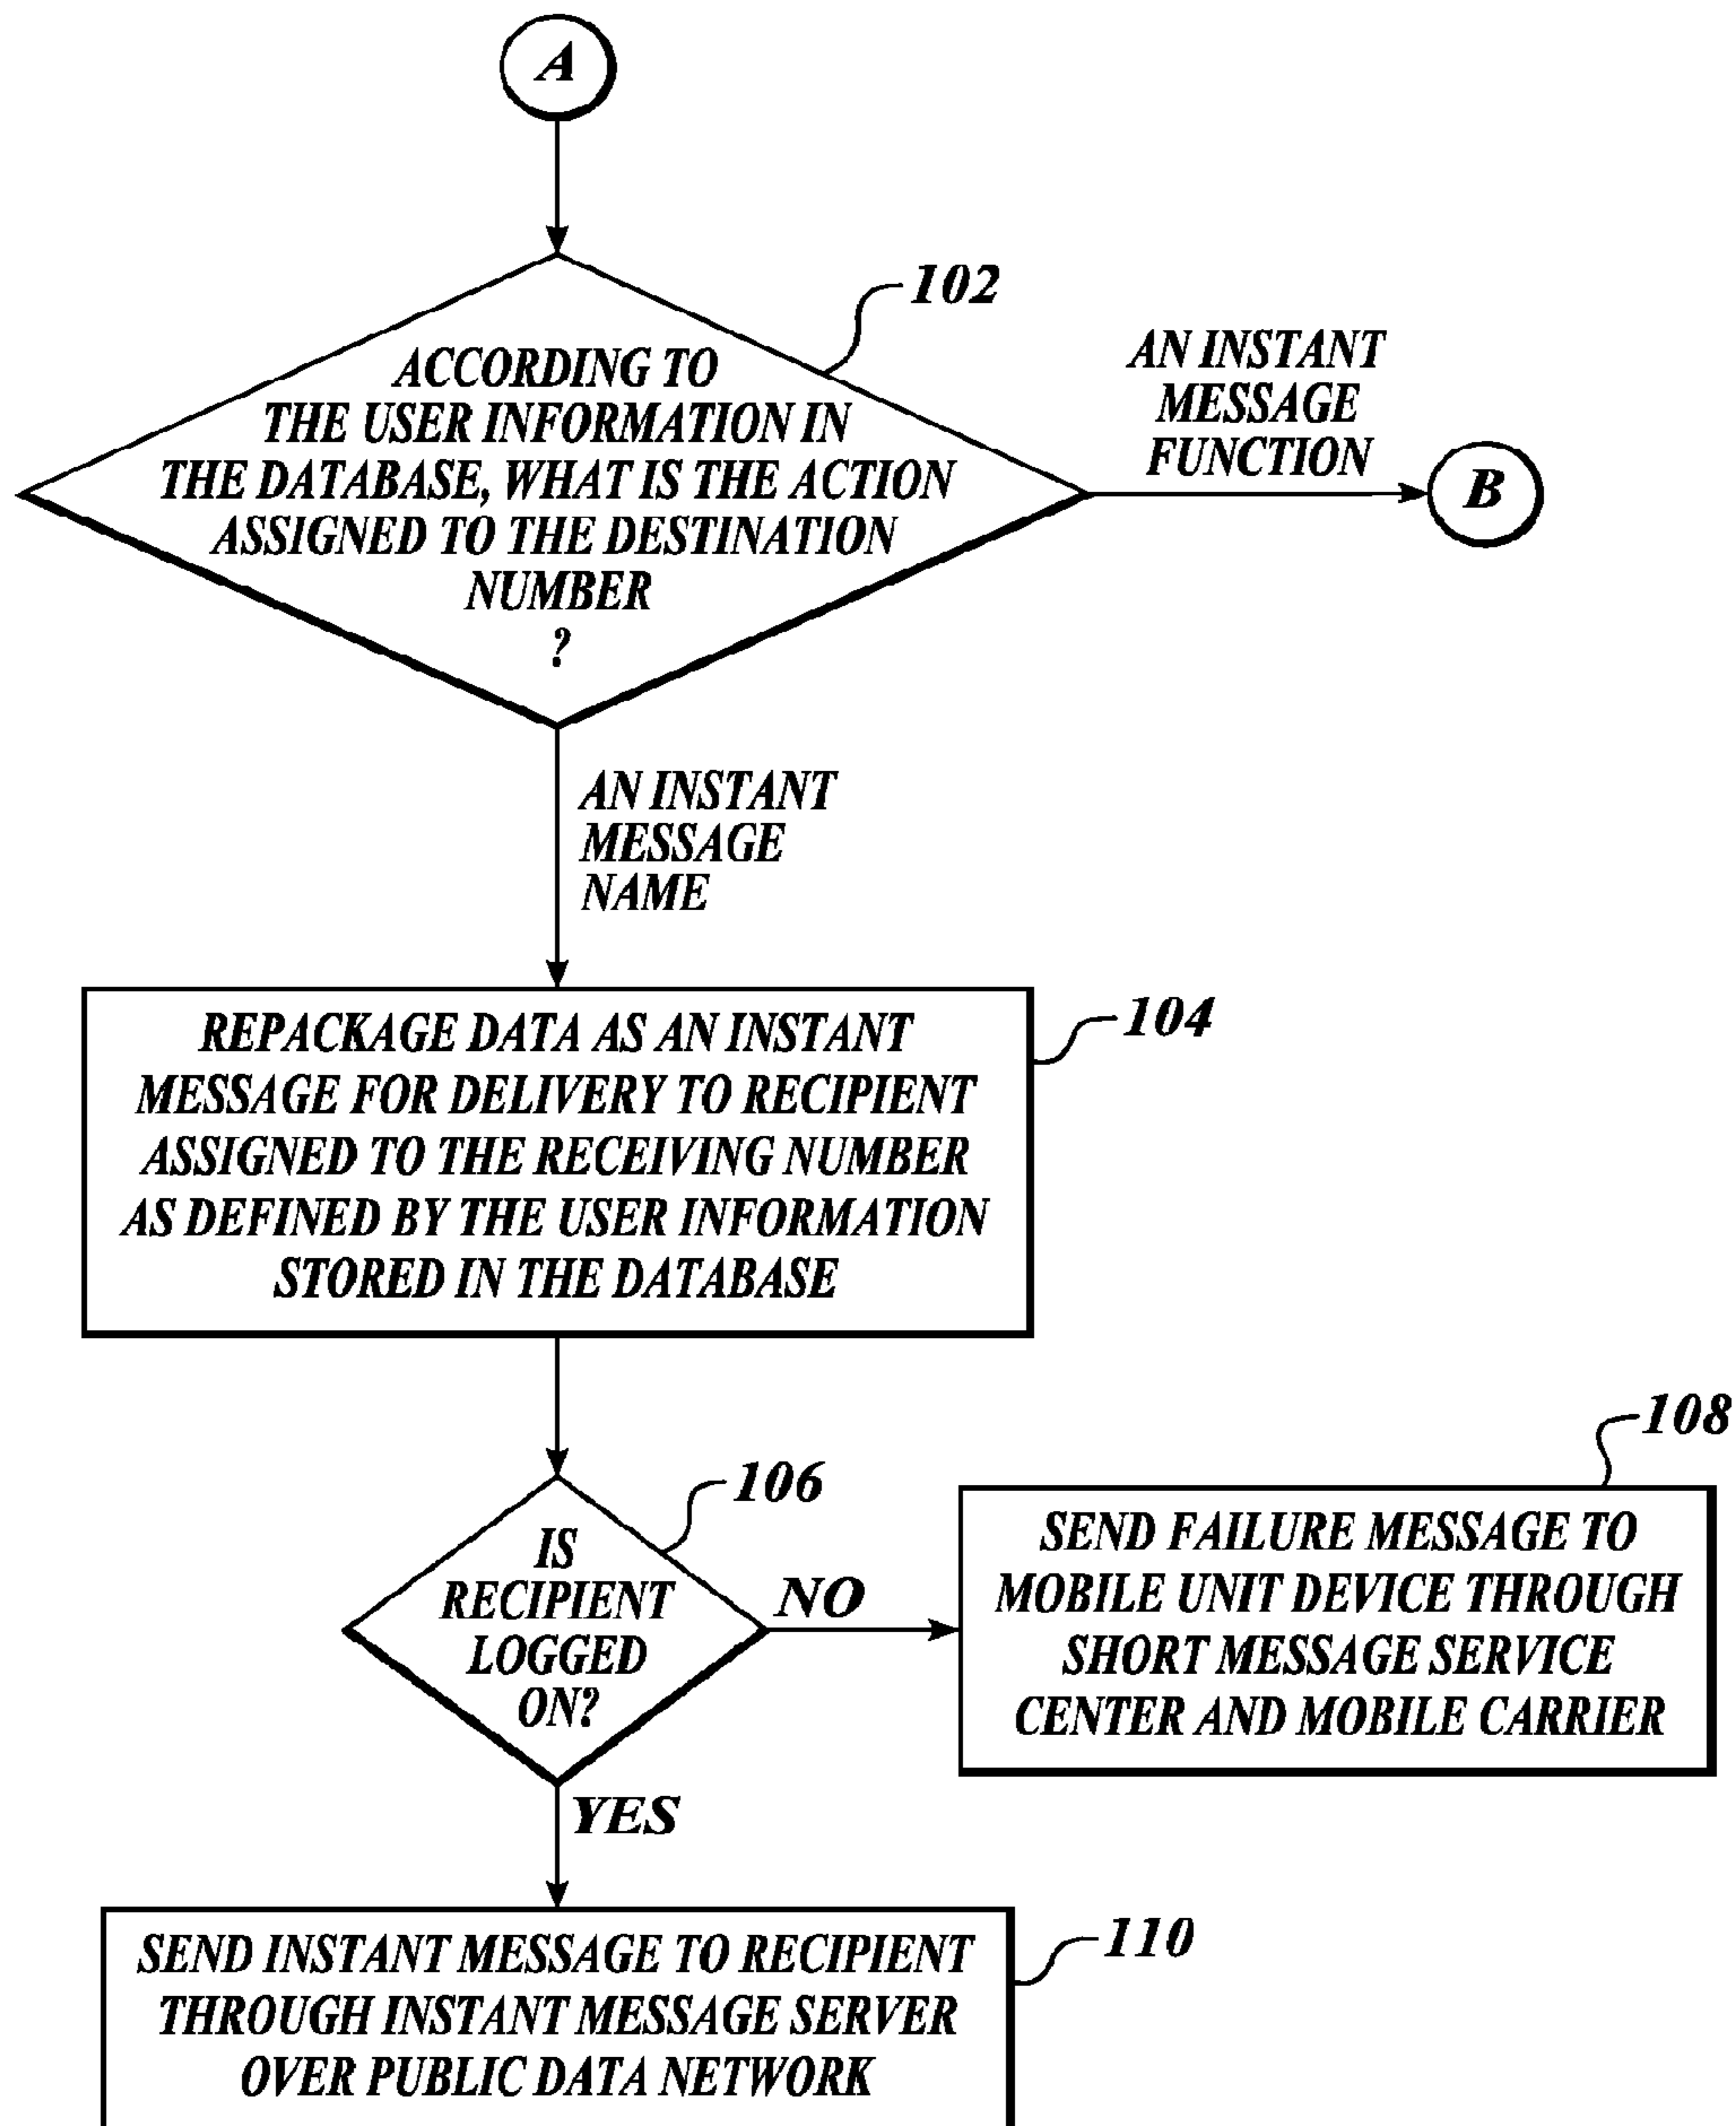 A
102
ACCORDING TO
THE USER INFORMATION IN
THE DATABASE, WHAT IS THE ACTION
ASSIGNED TO THE DESTINATION
NUMBER
?
AN INSTANT
MESSAGE
FUNCTION
B
AN INSTANT
MESSAGE
NAME
REPACKAGE DATA AS AN INSTANT
MESSAGE FOR DELIVERY TO RECIPIENT
ASSIGNED TO THE RECEIVING NUMBER
AS DEFINED BY THE USER INFORMATION
STORED IN THE DATABASE
104
106
IS
RECIPIENT
LOGGED
ON?
NO
108
SEND FAILURE MESSAGE TO
MOBILE UNIT DEVICE THROUGH
SHORT MESSAGE SERVICE
CENTER AND MOBILE CARRIER
YES
SEND INSTANT MESSAGE TO RECIPIENT
THROUGH INSTANT MESSAGE SERVER
OVER PUBLIC DATA NETWORK
110